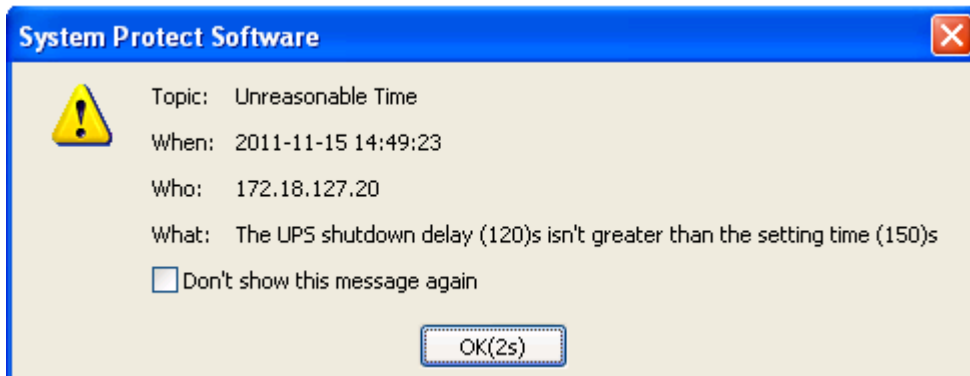 System Protect Software
Topic: Unreasonable Time
When: 2011-11-15 14:49:23
Who: 172.18.127.20
What: The UPS shutdown delay (120)s isn't greater than the setting time (150)s
Don't show this message again
OK(2s)